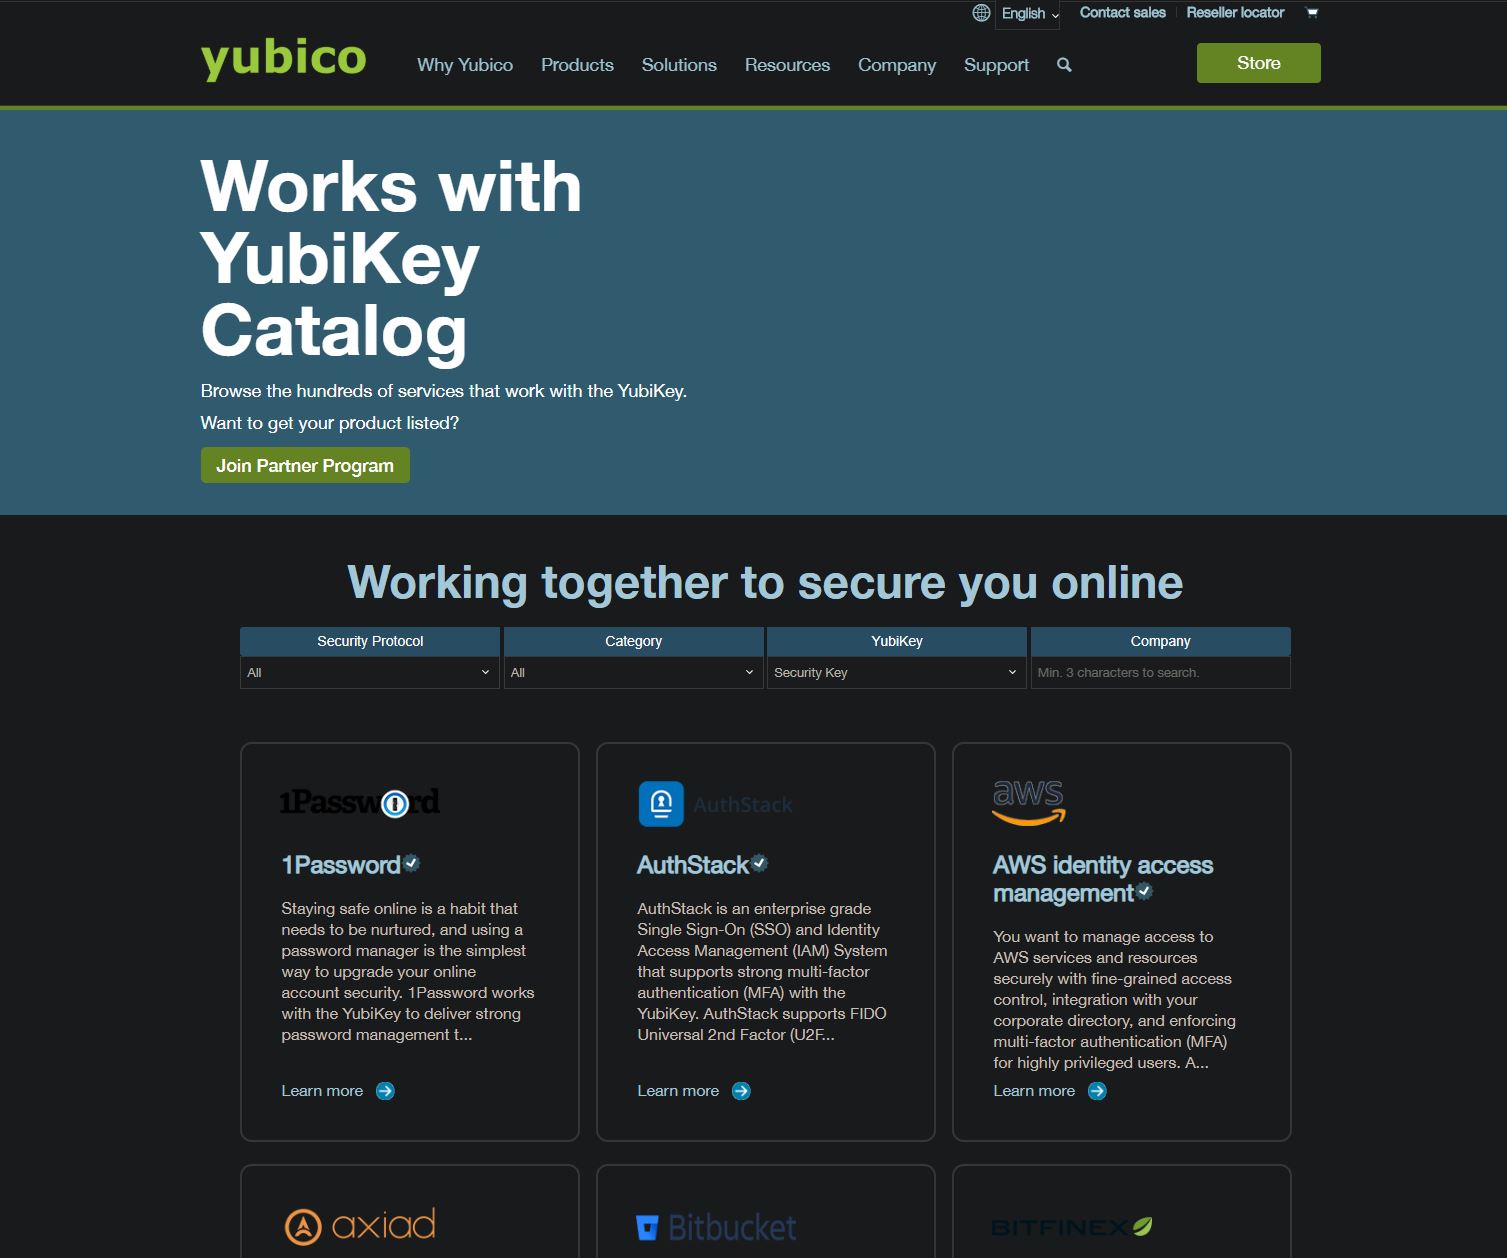 English
Contact sales
Reseller locator
yubico
Why Yubico
Products
Solutions
Resources
Company
Support
Store
Works with
YubiKey
Catalog
Browse the hundreds of services that work with the YubiKey.
Want to get your product listed?
Join Partner Program
Working together to secure you online
Security Protocol
Category
YubiKey
Company
All
All
Security Key
Min. 3 characters to search.
1Password
1Password
Staying safe online is a habit that
needs to be nurtured, and using a
password manager is the simplest
way to upgrade your online
account security. 1Password works
with the YubiKey to deliver strong
password management t...
Learn more
AuthStack
AuthStack
AuthStack is an enterprise grade
Single Sign-On (SSO) and Identity
Access Management (IAM) System
that supports strong multi-factor
authentication (MFA) with the
YubiKey. AuthStack supports FIDO
Universal 2nd Factor (U2F...
Learn more
aws
AWS identity access
management
You want to manage access to
AWS services and resources
securely with fine-grained access
control, integration with your
corporate directory, and enforcing
multi-factor authentication (MFA)
for highly privileged users. A...
Learn more
axiad
Bitbucket
BITFINEX